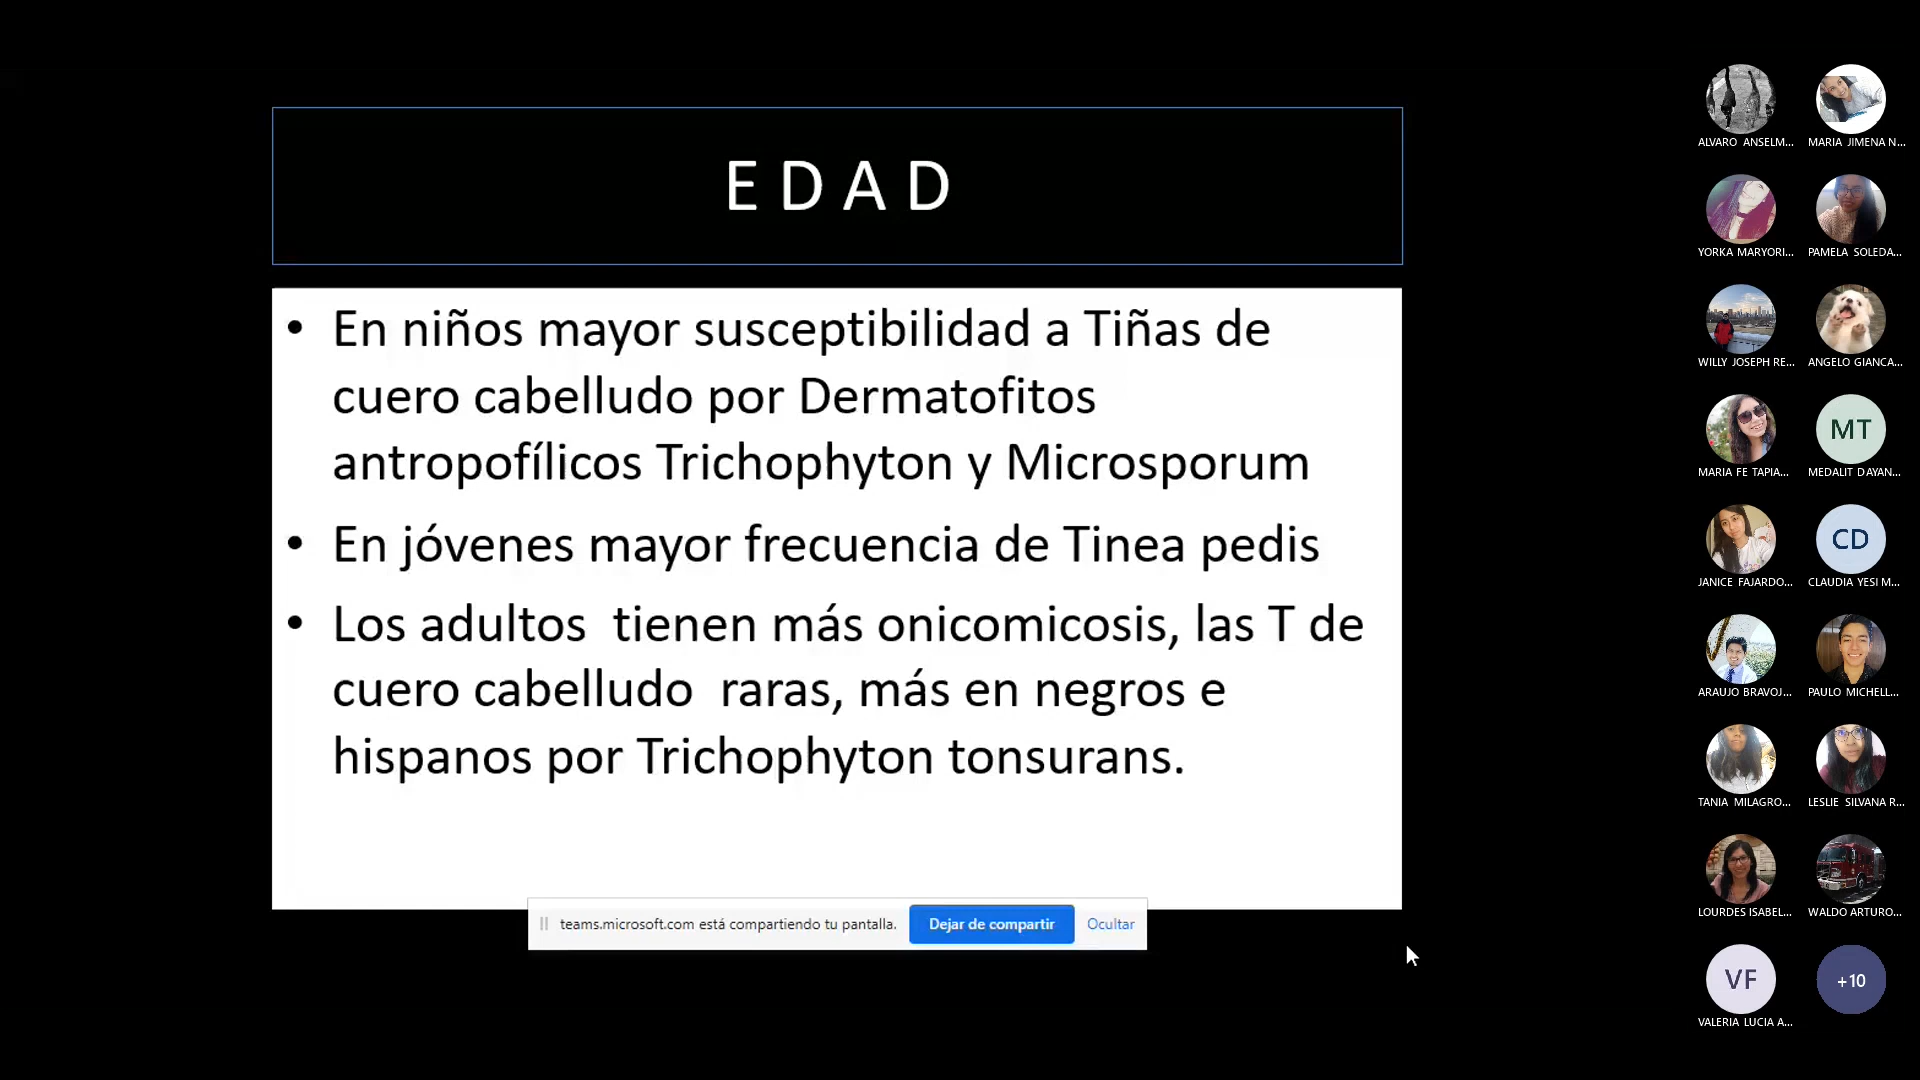 E D A D
• En niños mayor susceptibilidad a Tiñas de
cuero cabelludo por Dermatofitos
antropofílicos Trichophyton y Microsporum
• En jóvenes mayor frecuencia de Tinea pedis
• Los adultos  tienen más onicomicosis, las T de
cuero cabelludo  raras, más en negros e
hispanos por Trichophyton tonsurans.
teams.microsoft.com está compartiendo tu pantalla.
Dejar de compartir
Ocultar
ALVARO ANSELM...
MARIA JIMENA N...
YORKA MARYORI...
PAMELA SOLEDA...
WILLY JOSEPH RE...
ANGELO GIANCA...
MARIA FE TAPIA...
MT
MEDALIT DAYAN...
JANICE FAJARDO...
CD
CLAUDIA YESI M...
ARAUJO BRAVO J...
PAULO MICHELL...
TANIA MILAGRO...
LESLIE SILVANA R...
LOURDES ISABEL...
WALDO ARTURO...
VF
VALERIA LUCIA A...
+10